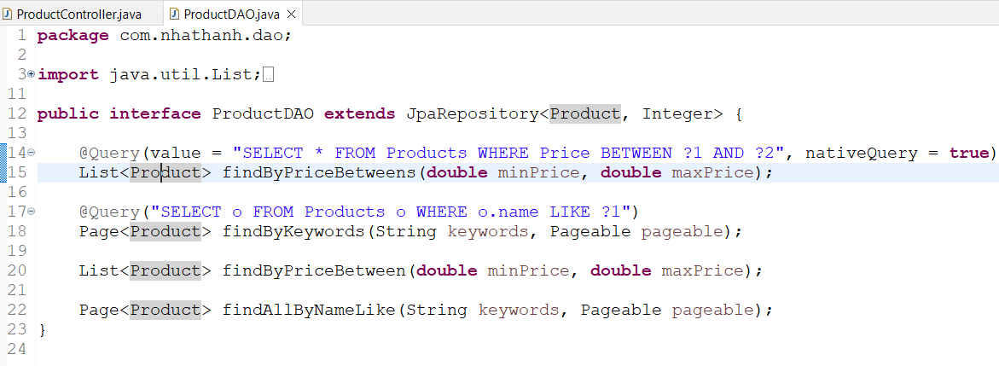 ProductController.java ProductDAO.java
1 package com.nhathanh.dao;
2
3 import java.util.List;
11
12 public interface ProductDAO extends JpaRepository<Product, Integer> {
13
14 @Query(value = "SELECT * FROM Products WHERE Price BETWEEN ?1 AND ?2", nativeQuery = true)
15 List<Product> findByPriceBetweens(double minPrice, double maxPrice);
16
17 @Query("SELECT o FROM Products o WHERE o.name LIKE ?1")
18 Page<Product> findByKeywords(String keywords, Pageable pageable);
19
20 List<Product> findByPriceBetween(double minPrice, double maxPrice);
21
22 Page<Product> findAllByNameLike(String keywords, Pageable pageable);
23 }
24